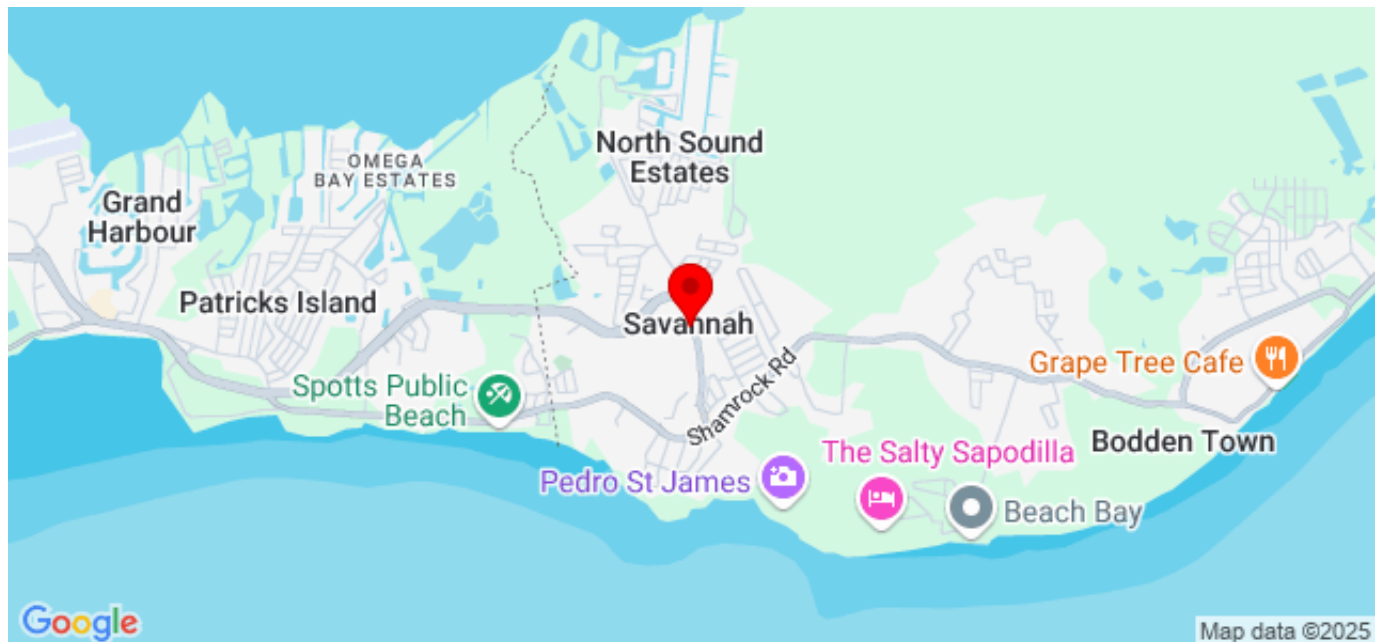 North Sound
Estates
OMEGA
BAY ESTATES
Grand
Harbour
Patricks Island
Savannah
Spotts Public
Beach
Shamrock Rd
Grape Tree Cafe
Bodden Town
The Salty Sapodilla
Pedro St James
Beach Bay
Google
Map data ©2025